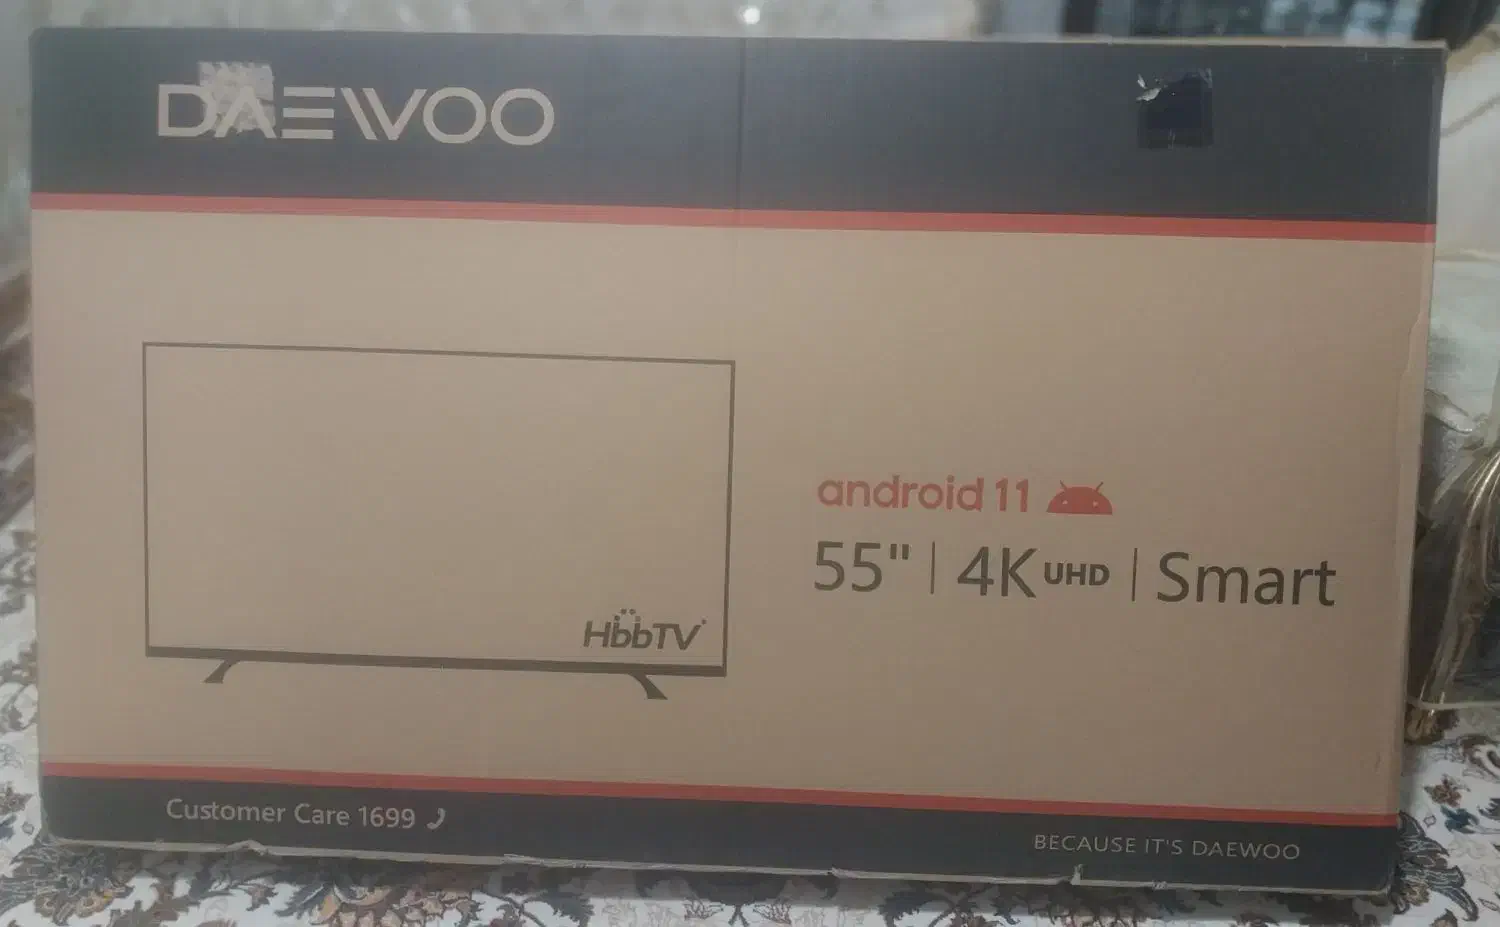 DAEWOO
android 11
55" | 4K UHD | Smart
HbbTV
Customer Care 1699
BECAUSE IT'S DAEWOO